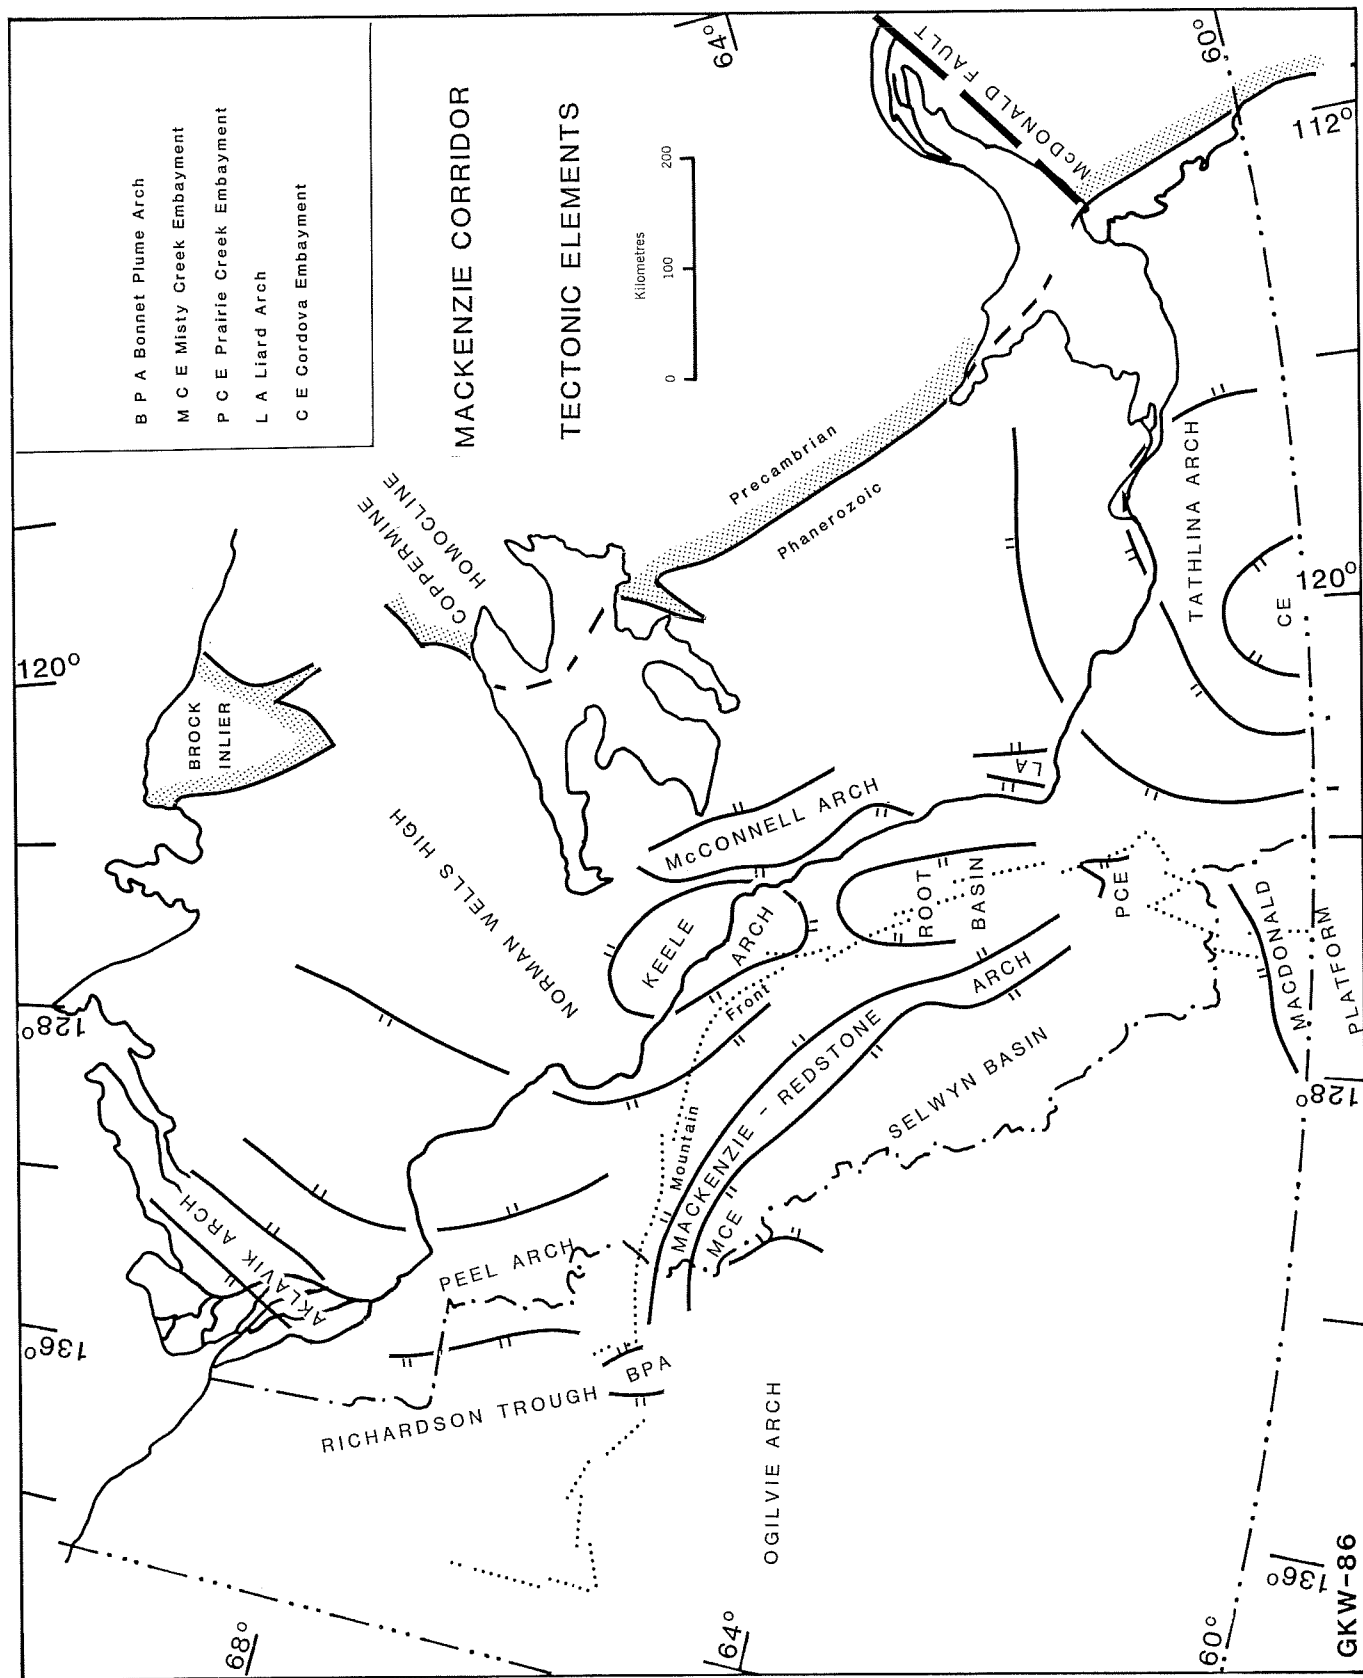 B P A Bonnet Plume Arch
M C E Misty Creek Embayment
P C E Prairie Creek Embayment
L A Liard Arch
C E Cordova Embayment
MACKENZIE CORRIDOR
TECTONIC ELEMENTS
Kilometres
0 100 200
64°
60°
112°
McDONALD FAULT
COPPERMINE
HOMOCLINE
Precambrian
Phanerozoic
120°
BROCK
INLIER
TATHLINA ARCH
CE
120°
LA
McCONNELL ARCH
NORMAN WELLS HIGH
KEELE
ARCH
ROOT
BASIN
PCE
MACDONALD
PLATFORM
128°
Mountain
Front
MACKENZIE - REDSTONE
ARCH
MCE
SELWYN BASIN
128°
AKLAVIK ARCH
PEEL ARCH
136°
RICHARDSON TROUGH
BPA
OGILVIE ARCH
68°
64°
60°
136°
GKW-86